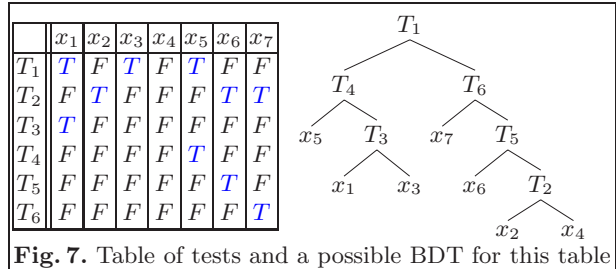 x1 x2 x3 x4 x5 x6 x7
T1 T F T F T F F
T2 F T F F F T T
T3 T F F F F F F
T4 F F F F T F F
T5 F F F F F T F
T6 F F F F F F T
T1
T4 T6
x5 T3 x7 T5
x1 x3 x6 T2
x2 x4
Fig. 7. Table of tests and a possible BDT for this table